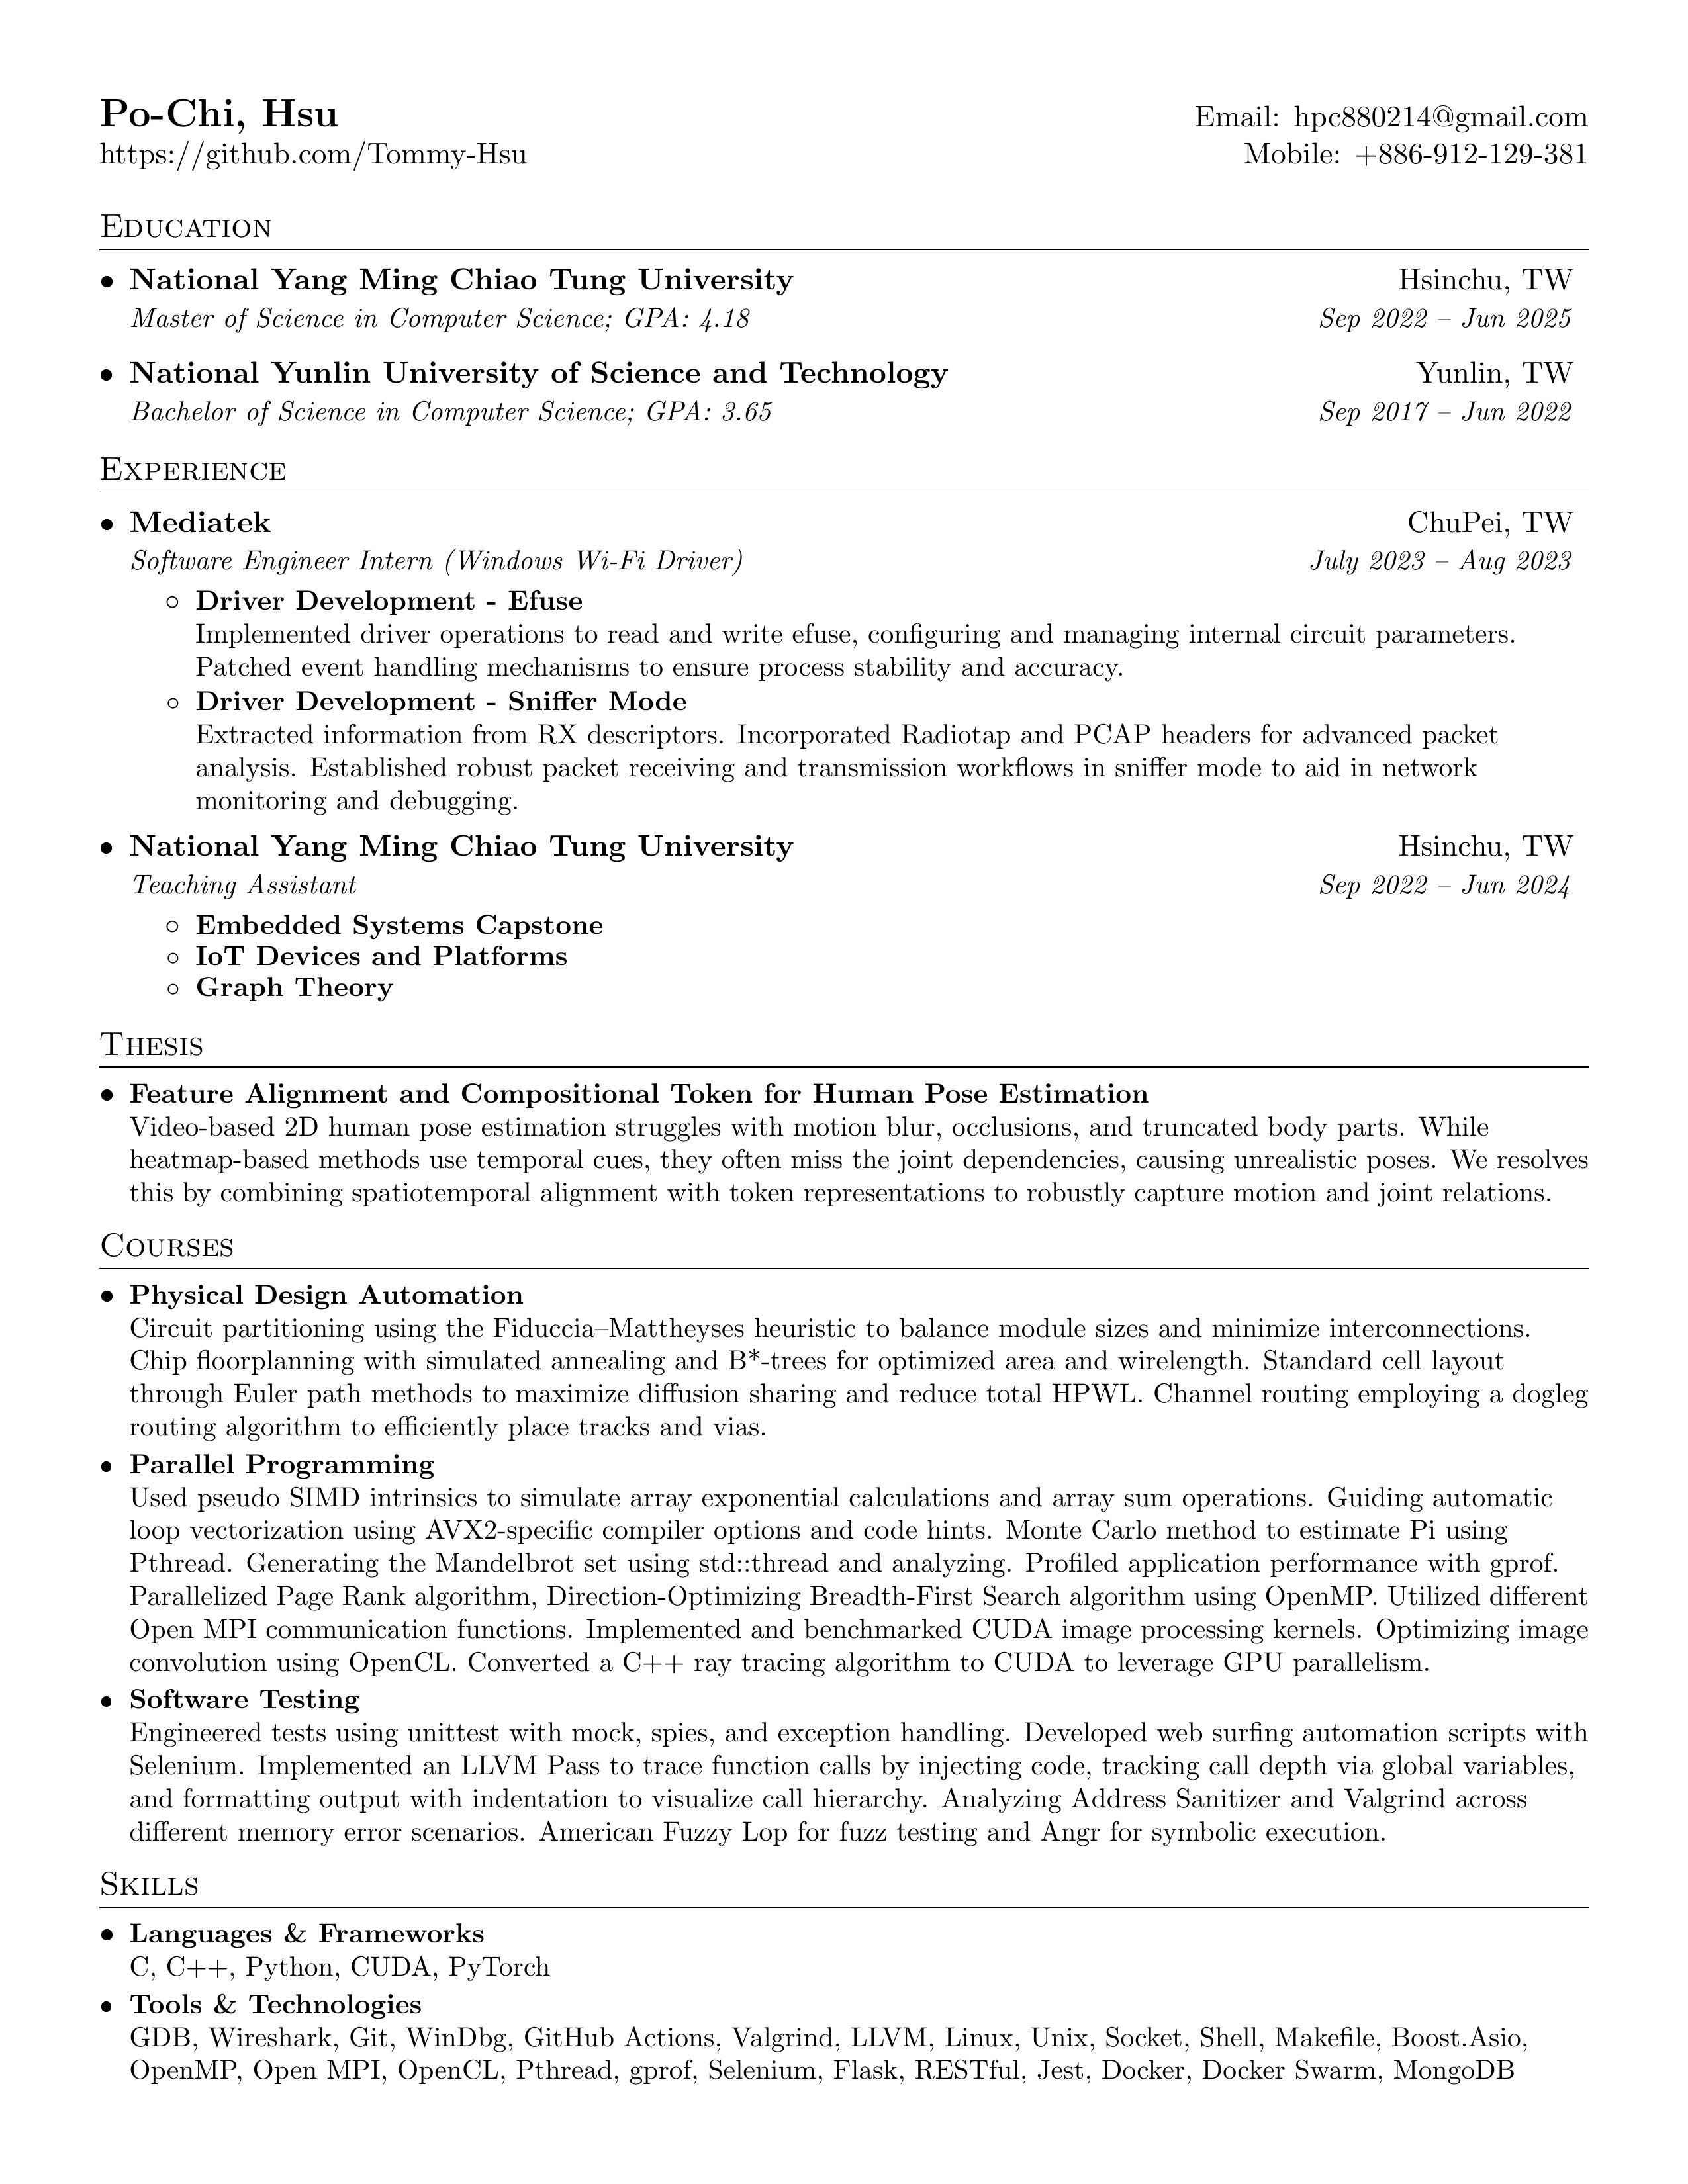 Po-Chi, Hsu
Email: hpc880214@gmail.com
https://github.com/Tommy-Hsu
Mobile: +886-912-129-381
Education
• National Yang Ming Chiao Tung University
Hsinchu, TW
Master of Science in Computer Science; GPA: 4.18
Sep 2022 – Jun 2025
• National Yunlin University of Science and Technology
Yunlin, TW
Bachelor of Science in Computer Science; GPA: 3.65
Sep 2017 – Jun 2022
Experience
• Mediatek
ChuPei, TW
Software Engineer Intern (Windows Wi-Fi Driver)
July 2023 – Aug 2023
◦ Driver Development - Efuse
Implemented driver operations to read and write efuse, configuring and managing internal circuit parameters.
Patched event handling mechanisms to ensure process stability and accuracy.
◦ Driver Development - Sniffer Mode
Extracted information from RX descriptors. Incorporated Radiotap and PCAP headers for advanced packet
analysis. Established robust packet receiving and transmission workflows in sniffer mode to aid in network
monitoring and debugging.
• National Yang Ming Chiao Tung University
Hsinchu, TW
Teaching Assistant
Sep 2022 – Jun 2024
◦ Embedded Systems Capstone
◦ IoT Devices and Platforms
◦ Graph Theory
Thesis
• Feature Alignment and Compositional Token for Human Pose Estimation
Video-based 2D human pose estimation struggles with motion blur, occlusions, and truncated body parts. While
heatmap-based methods use temporal cues, they often miss the joint dependencies, causing unrealistic poses. We resolves
this by combining spatiotemporal alignment with token representations to robustly capture motion and joint relations.
Courses
• Physical Design Automation
Circuit partitioning using the Fiduccia–Mattheyses heuristic to balance module sizes and minimize interconnections.
Chip floorplanning with simulated annealing and B*-trees for optimized area and wirelength. Standard cell layout
through Euler path methods to maximize diffusion sharing and reduce total HPWL. Channel routing employing a dogleg
routing algorithm to efficiently place tracks and vias.
• Parallel Programming
Used pseudo SIMD intrinsics to simulate array exponential calculations and array sum operations. Guiding automatic
loop vectorization using AVX2-specific compiler options and code hints. Monte Carlo method to estimate Pi using
Pthread. Generating the Mandelbrot set using std::thread and analyzing. Profiled application performance with gprof.
Parallelized Page Rank algorithm, Direction-Optimizing Breadth-First Search algorithm using OpenMP. Utilized different
Open MPI communication functions. Implemented and benchmarked CUDA image processing kernels. Optimizing image
convolution using OpenCL. Converted a C++ ray tracing algorithm to CUDA to leverage GPU parallelism.
• Software Testing
Engineered tests using unittest with mock, spies, and exception handling. Developed web surfing automation scripts with
Selenium. Implemented an LLVM Pass to trace function calls by injecting code, tracking call depth via global variables,
and formatting output with indentation to visualize call hierarchy. Analyzing Address Sanitizer and Valgrind across
different memory error scenarios. American Fuzzy Lop for fuzz testing and Angr for symbolic execution.
Skills
• Languages & Frameworks
C, C++, Python, CUDA, PyTorch
• Tools & Technologies
GDB, Wireshark, Git, WinDbg, GitHub Actions, Valgrind, LLVM, Linux, Unix, Socket, Shell, Makefile, Boost.Asio,
OpenMP, Open MPI, OpenCL, Pthread, gprof, Selenium, Flask, RESTful, Jest, Docker, Docker Swarm, MongoDB